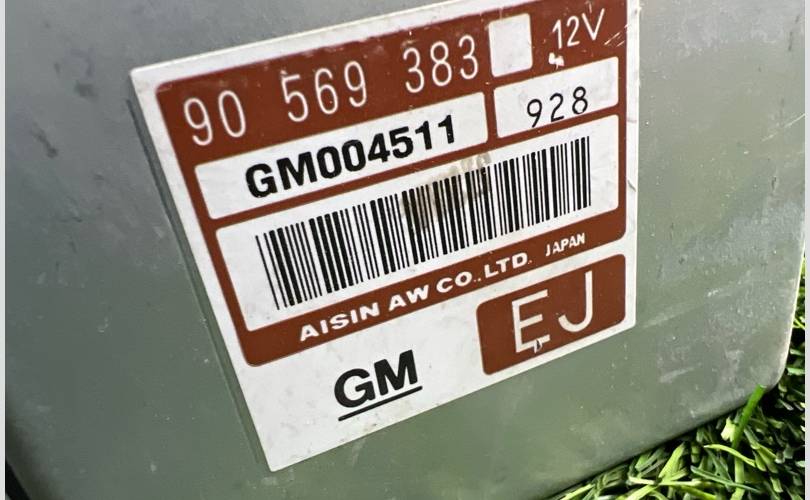 90 569 383 12V
GM004511 928
AISIN AW CO.,LTD. JAPAN
GM EJ